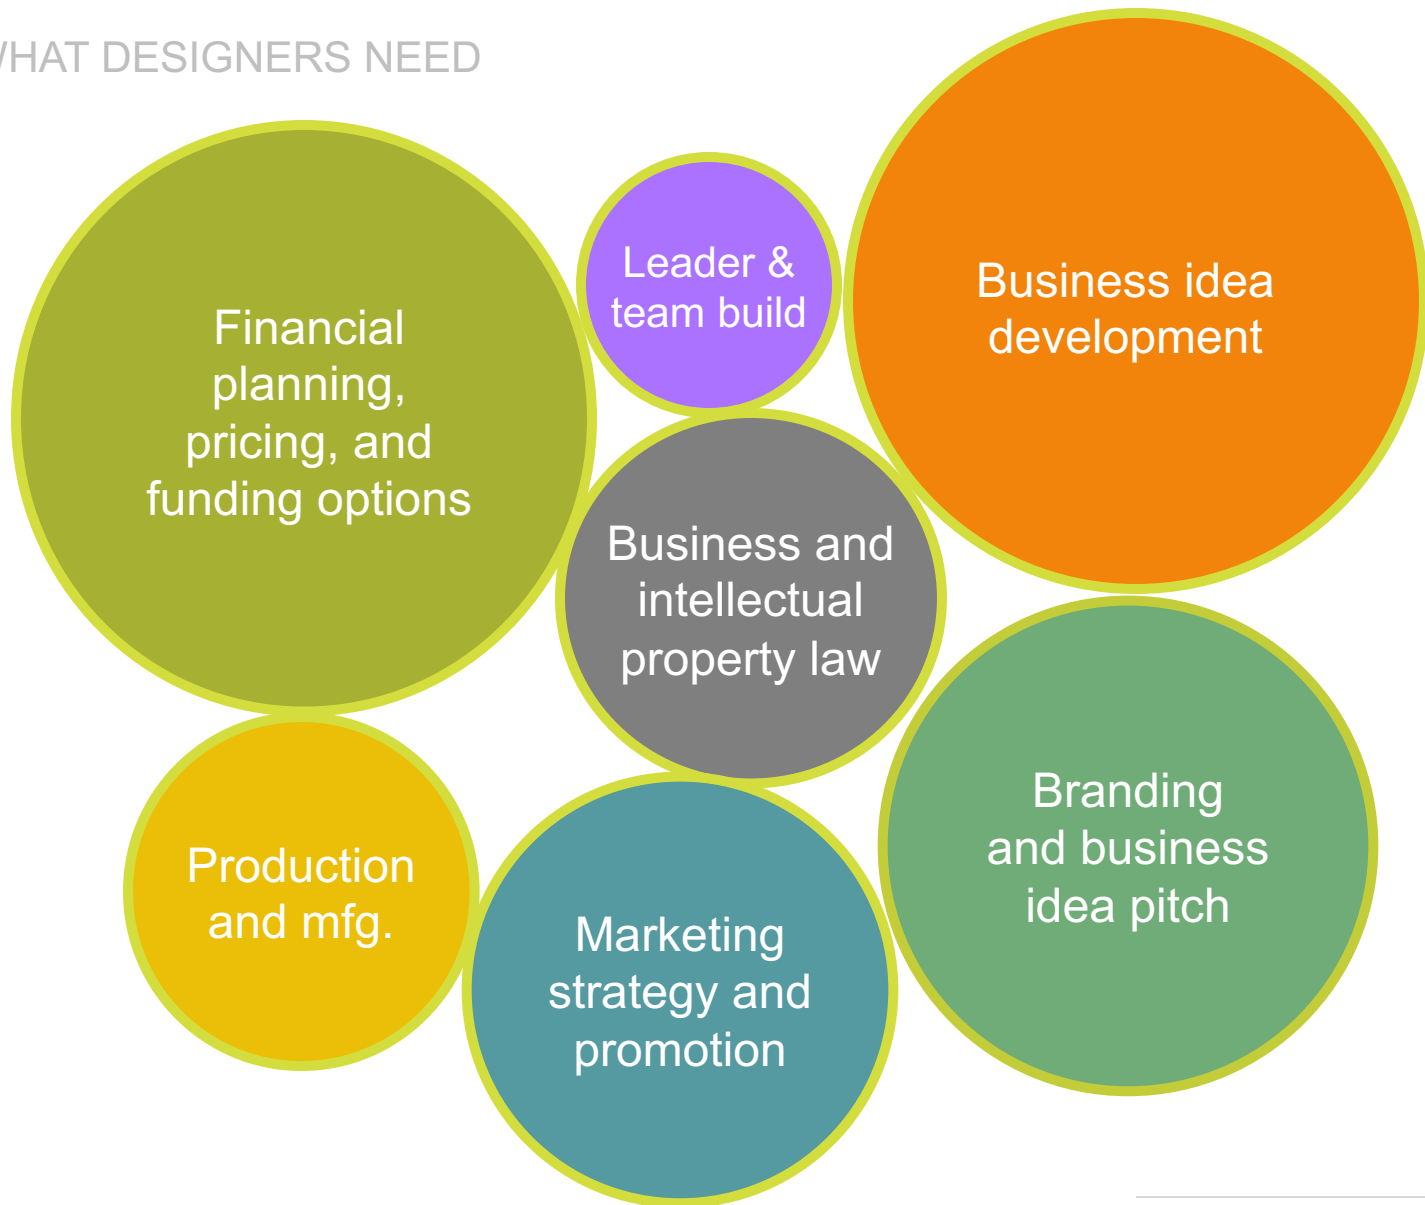 WHAT DESIGNERS NEED
Financial
planning,
pricing, and
funding options
Leader &
team build
Business idea
development
Business and
intellectual
property law
Production
and mfg.
Marketing
strategy and
promotion
Branding
and business
idea pitch